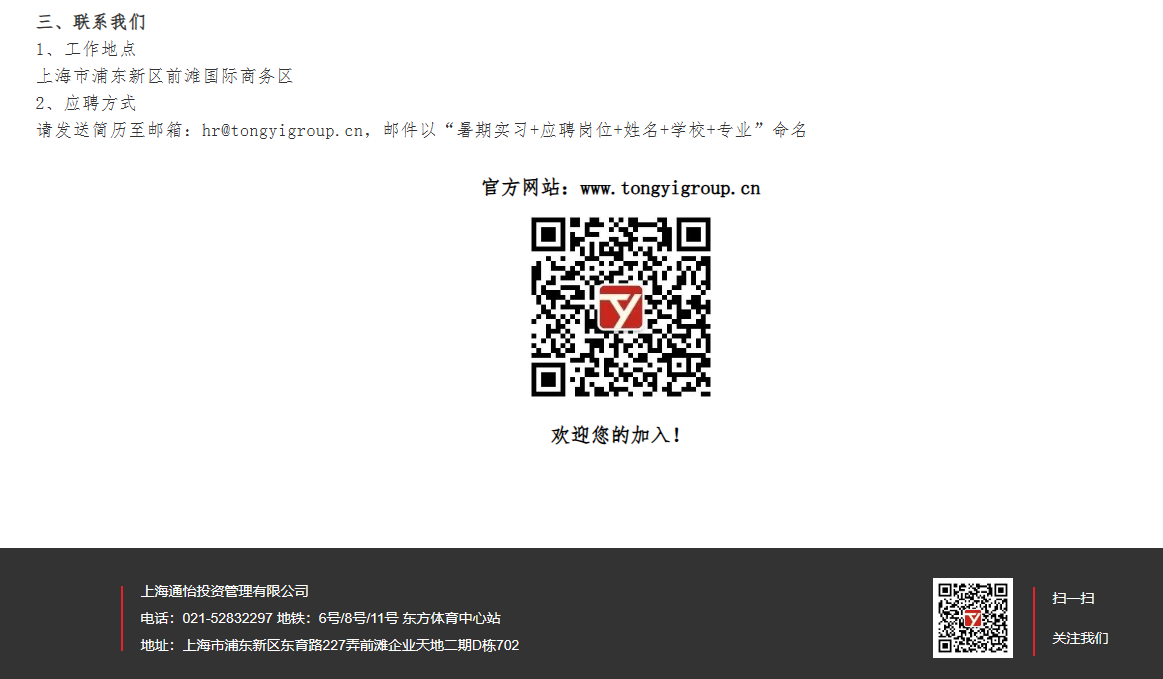 三、联系我们
1、工作地点
上海市浦东新区前滩国际商务区
2、应聘方式
请发送简历至邮箱：hr@tongyigroup.cn，邮件以“暑期实习+应聘岗位+姓名+学校+专业”命名
官方网站：www.tongyigroup.cn
欢迎您的加入！
上海通怡投资管理有限公司
电话：021-52832297 地铁：6号/8号/11号 东方体育中心站
地址：上海市浦东新区东育路227弄前滩企业天地二期D栋702
扫一扫
关注我们